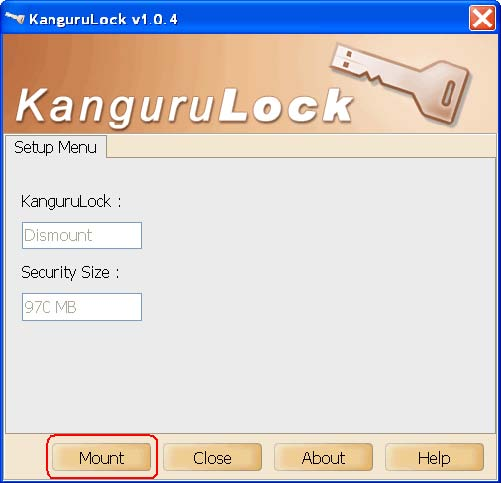 KanguruLock v1.0.4
KanguruLock
Setup Menu
KanguruLock :
Dismount
Security Size :
970 MB
Mount Close About Help